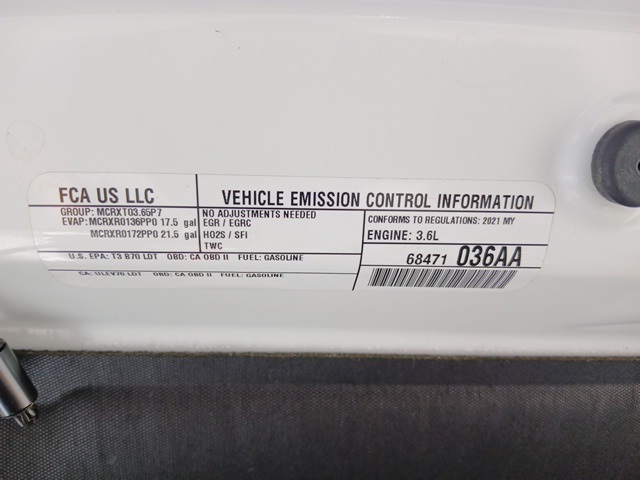 FCA US LLC
VEHICLE EMISSION CONTROL INFORMATION
GROUP: MCRXT03.65P7
EVAP: MCRXR0136PP0 17.5 gal
MCRXR0172PP0 21.5 gal
NO ADJUSTMENTS NEEDED
EGR / EGRC
HO2S / SFI
TWC
CONFORMS TO REGULATIONS: 2021 MY
ENGINE: 3.6L
U.S. EPA: T3 B70 LDT OBD: CA OBD II FUEL: GASOLINE
CA: ULEV70 LDT OBD: CA OBD II FUEL: GASOLINE
68471 036AA